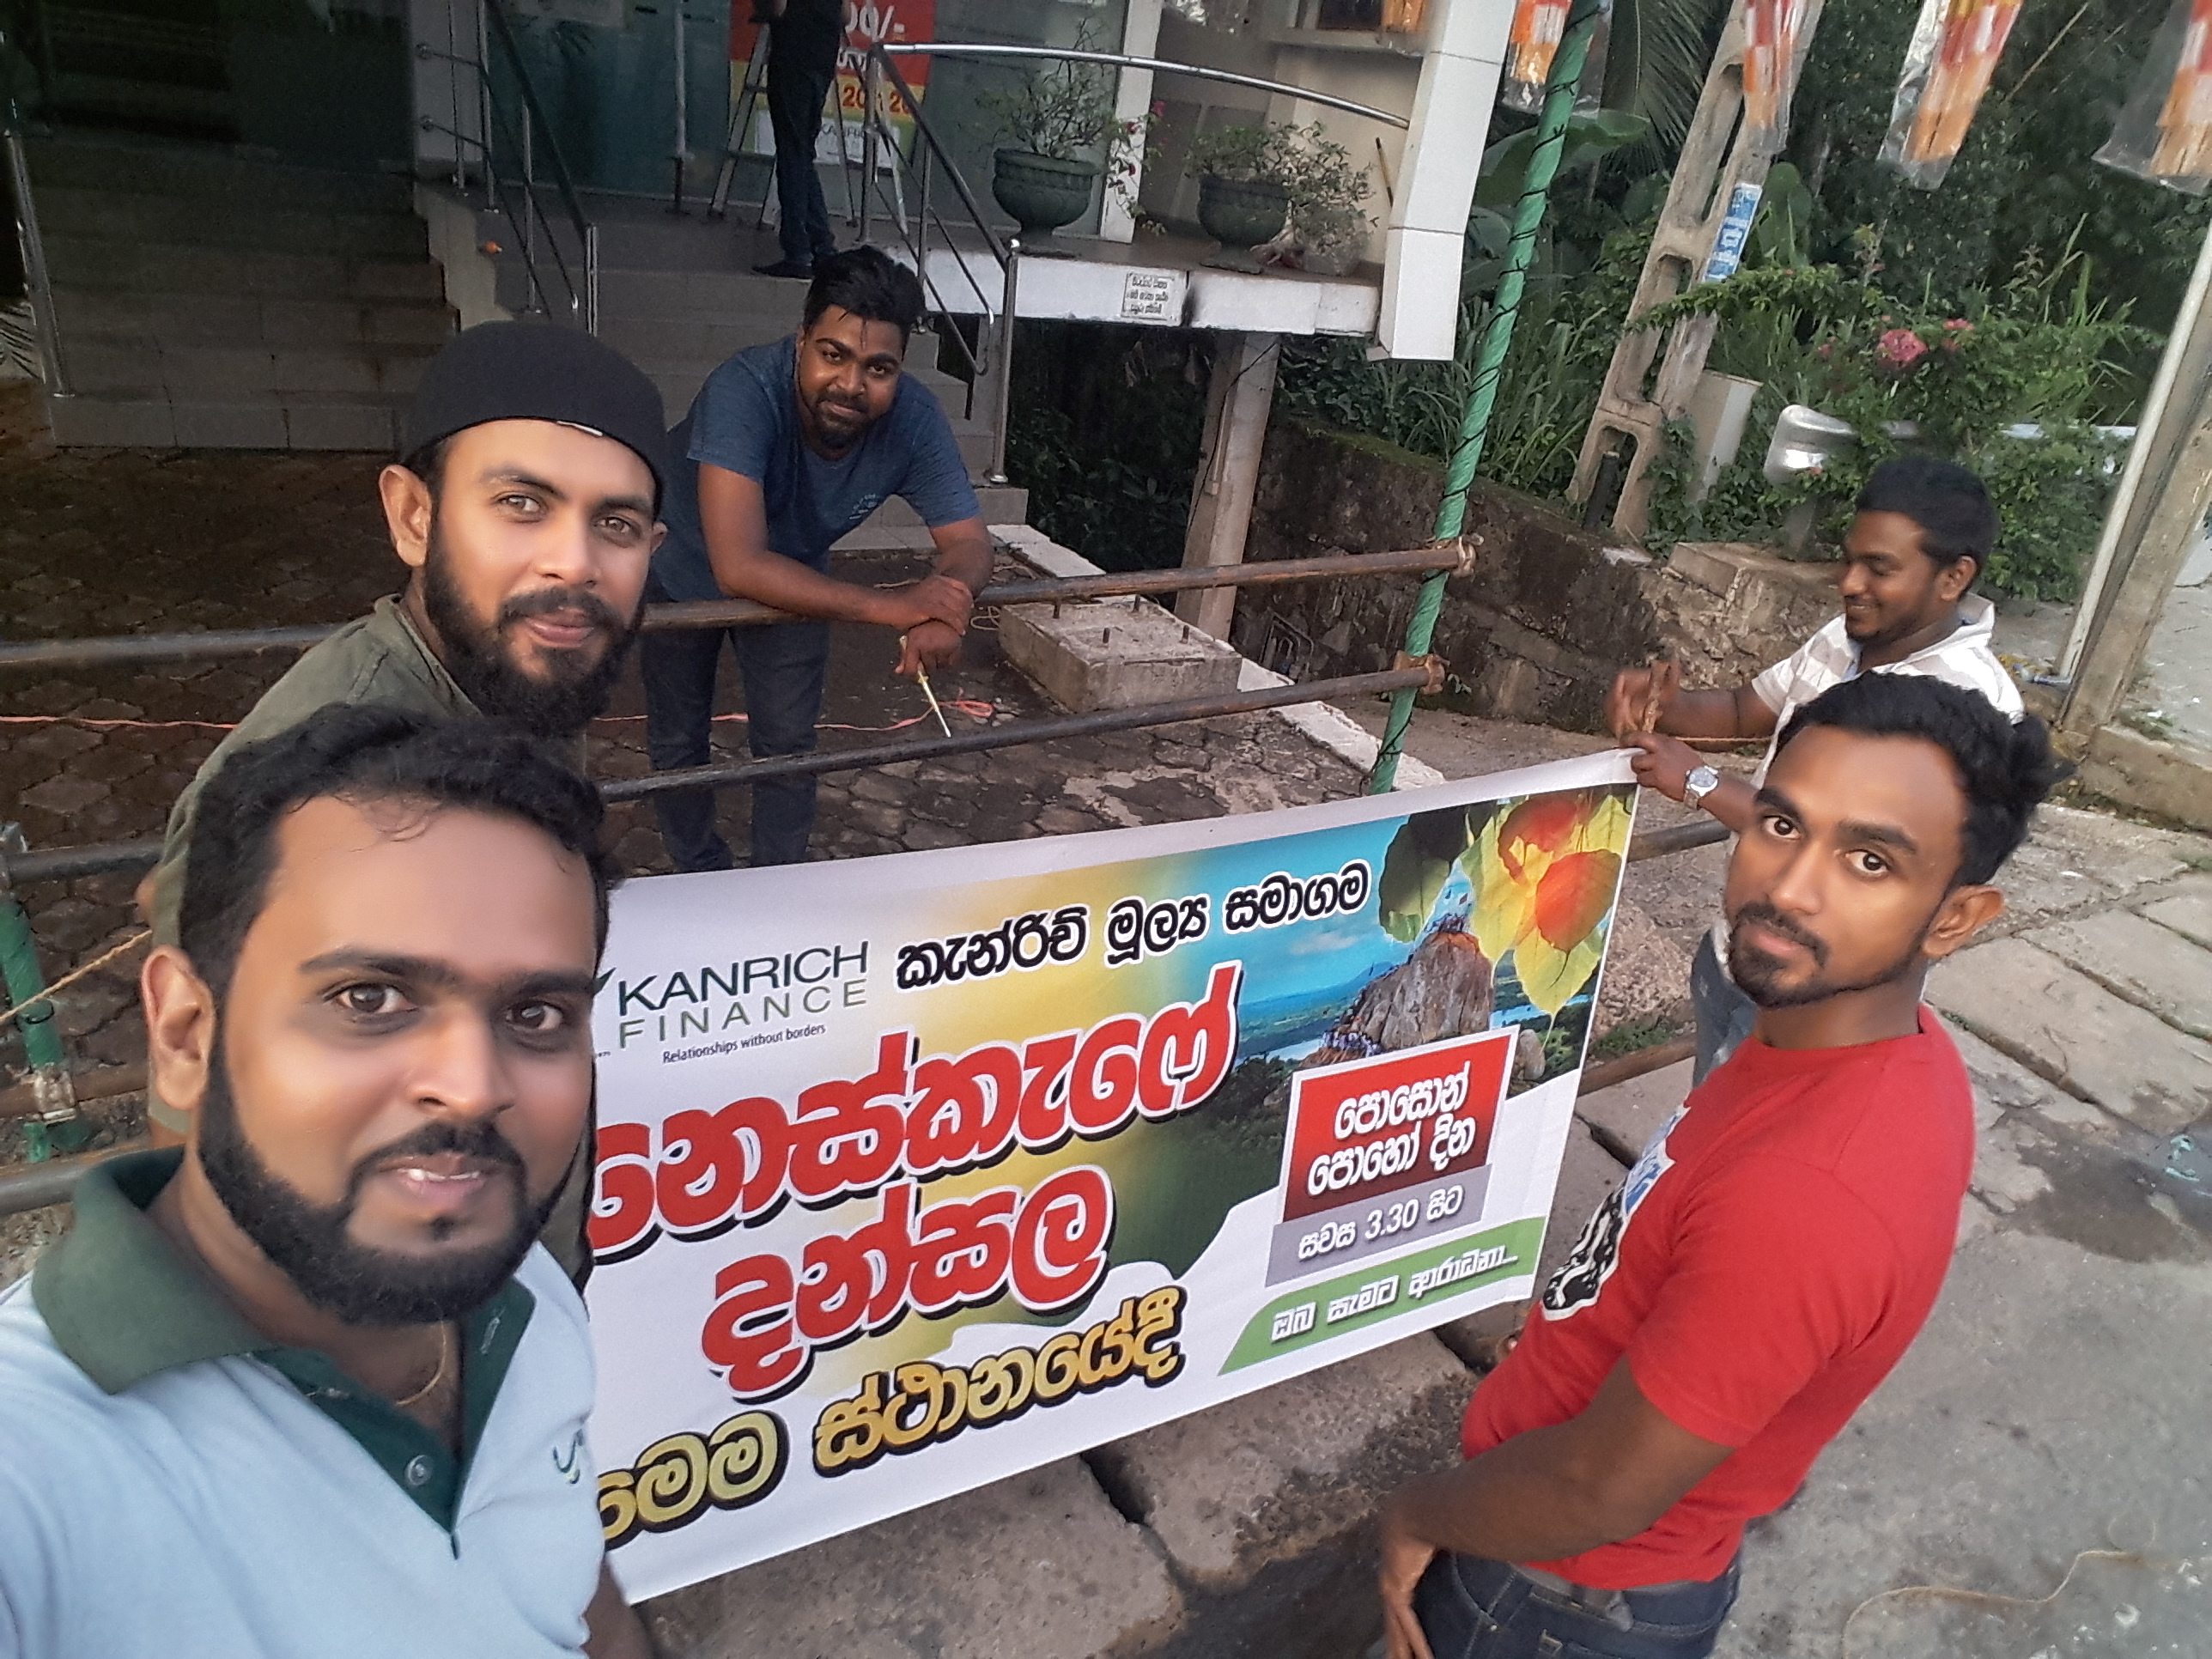 KANRICH
FINANCE
Relationships without borders
කැන්රිච් මූල්‍ය සමාගම
නෙස්කැෆේ
දන්සල
මෙම ස්ථානයේදී
පොසොන්
පොහෝ දින
සවස 3.30 සිට
ඔබ සැමට ආරාධනා...